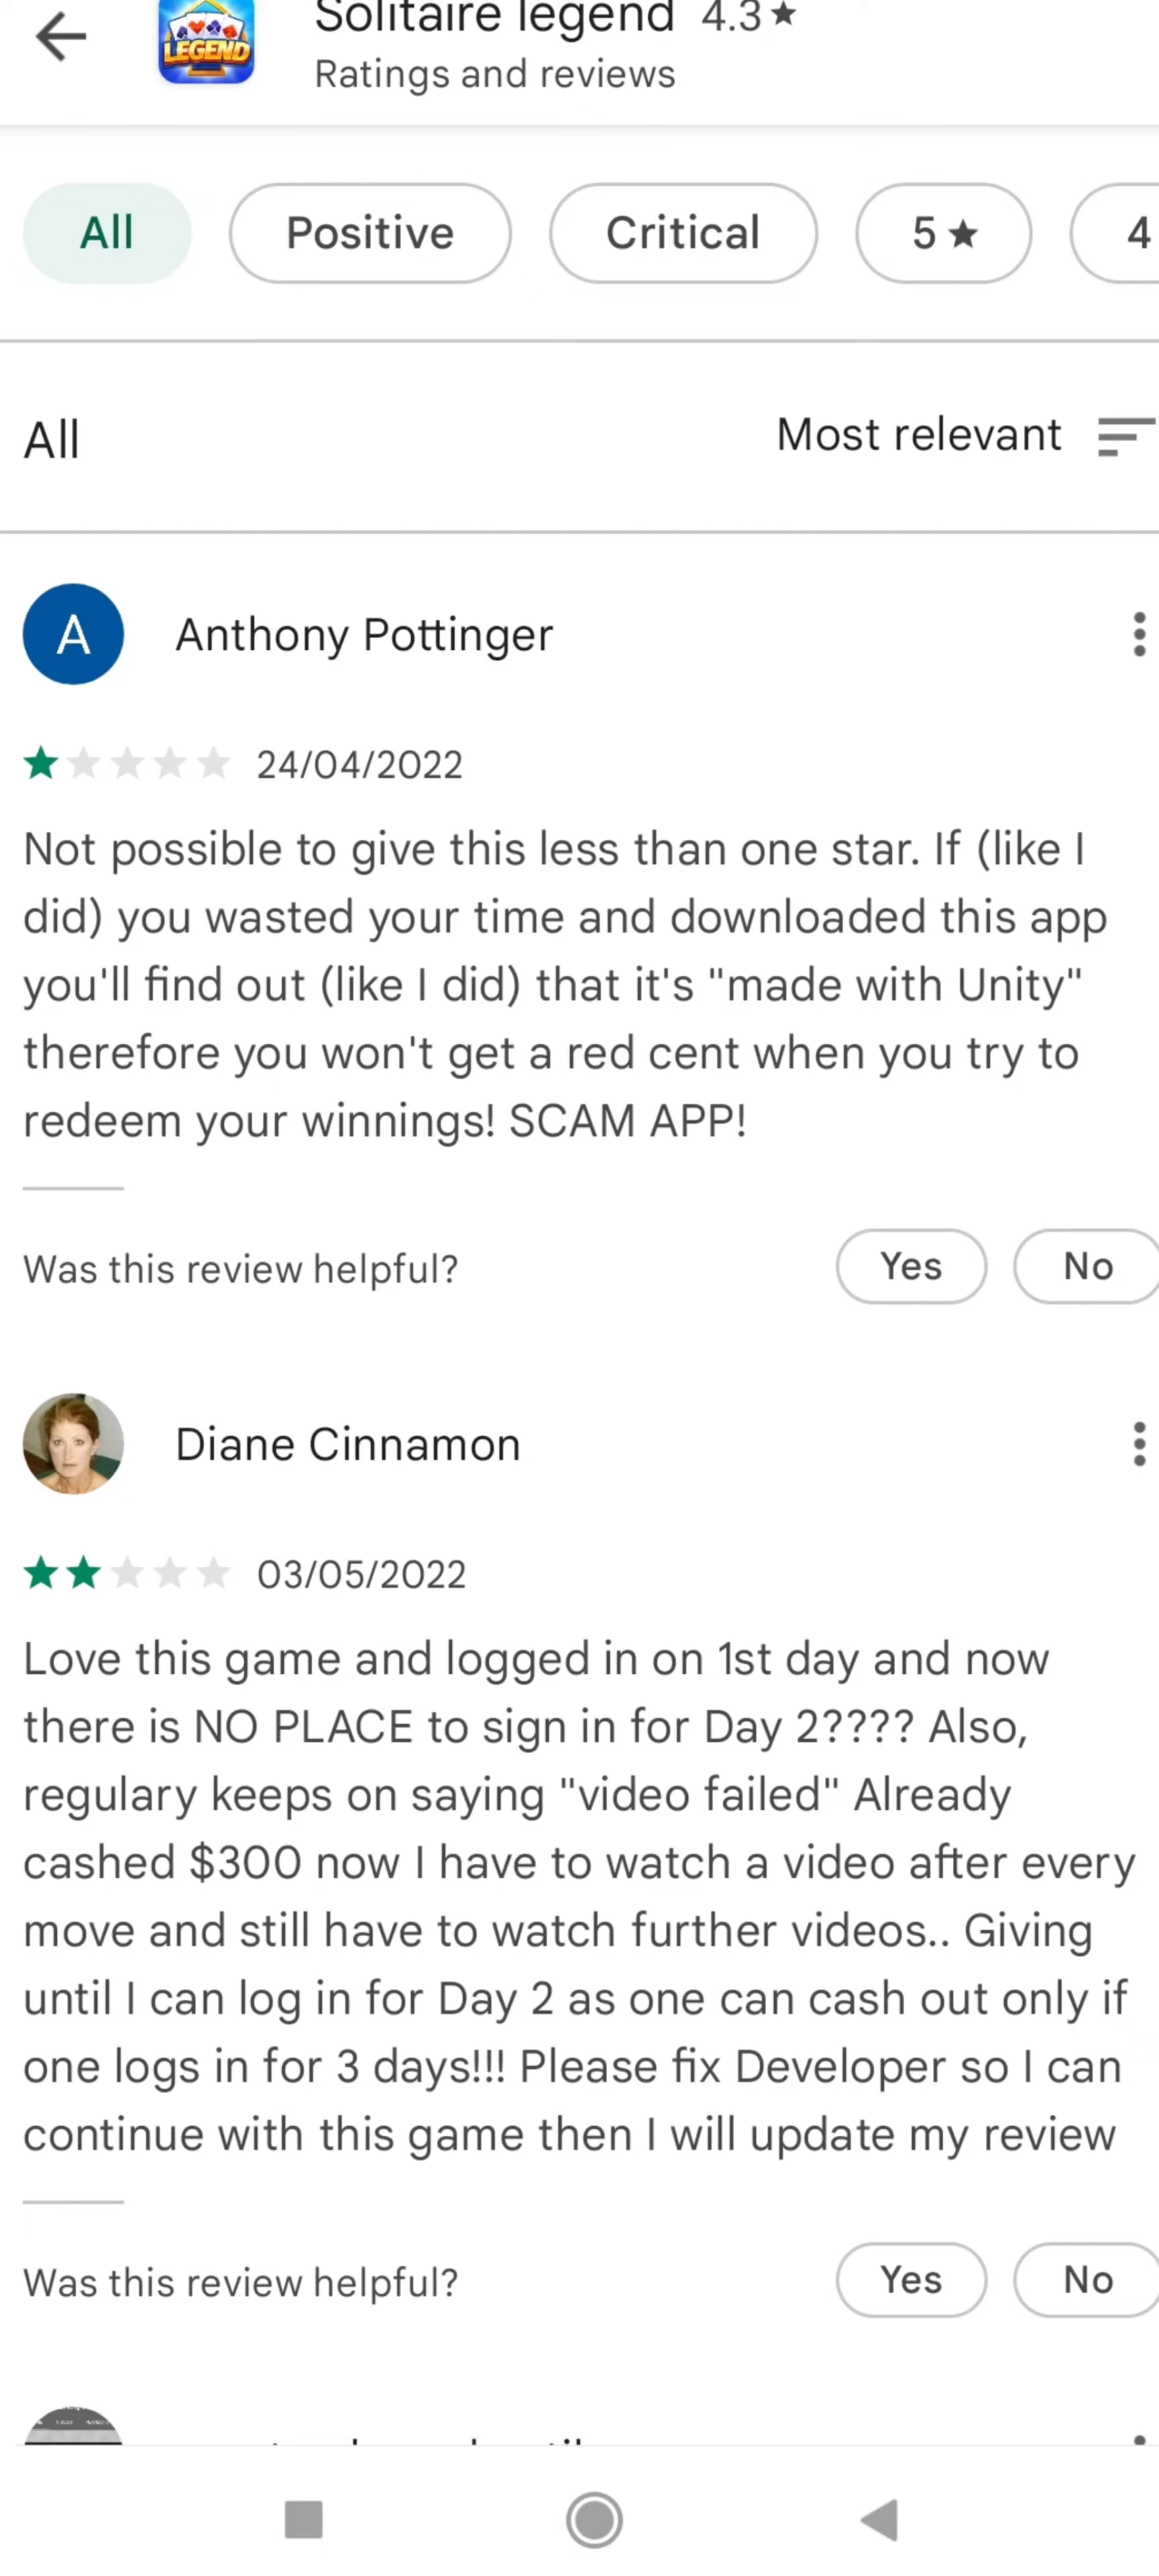 Solitaire legend 4.3★
LEGEND
Ratings and reviews
All
Positive
Critical
5★
4
All
Most relevant
A
Anthony Pottinger
24/04/2022
Not possible to give this less than one star. If (like I
did) you wasted your time and downloaded this app
you'll find out (like I did) that it's "made with Unity"
therefore you won't get a red cent when you try to
redeem your winnings! SCAM APP!
Was this review helpful?
Yes
No
Diane Cinnamon
03/05/2022
Love this game and logged in on 1st day and now
there is NO PLACE to sign in for Day 2???? Also,
regulary keeps on saying "video failed" Already
cashed $300 now I have to watch a video after every
move and still have to watch further videos.. Giving
until I can log in for Day 2 as one can cash out only if
one logs in for 3 days!!! Please fix Developer so I can
continue with this game then I will update my review
Was this review helpful?
Yes
No